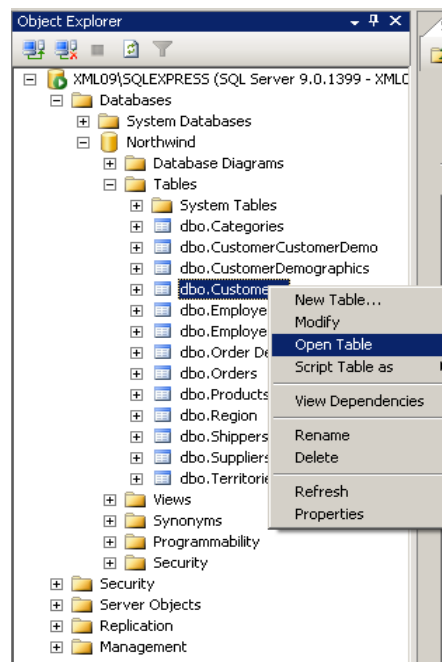 Object Explorer
XML09\SQLEXPRESS (SQL Server 9.0.1399 - XML0
Databases
System Databases
Northwind
Database Diagrams
Tables
System Tables
dbo.Categories
dbo.CustomerCustomerDemo
dbo.CustomerDemographics
dbo.Custome
dbo.Employe
dbo.Employe
dbo.Order De
dbo.Orders
dbo.Products
dbo.Region
dbo.Shippers
dbo.Suppliers
dbo.Territorie
Views
Synonyms
Programmability
Security
Security
Server Objects
Replication
Management
New Table...
Modify
Open Table
Script Table as
View Dependencies
Rename
Delete
Refresh
Properties